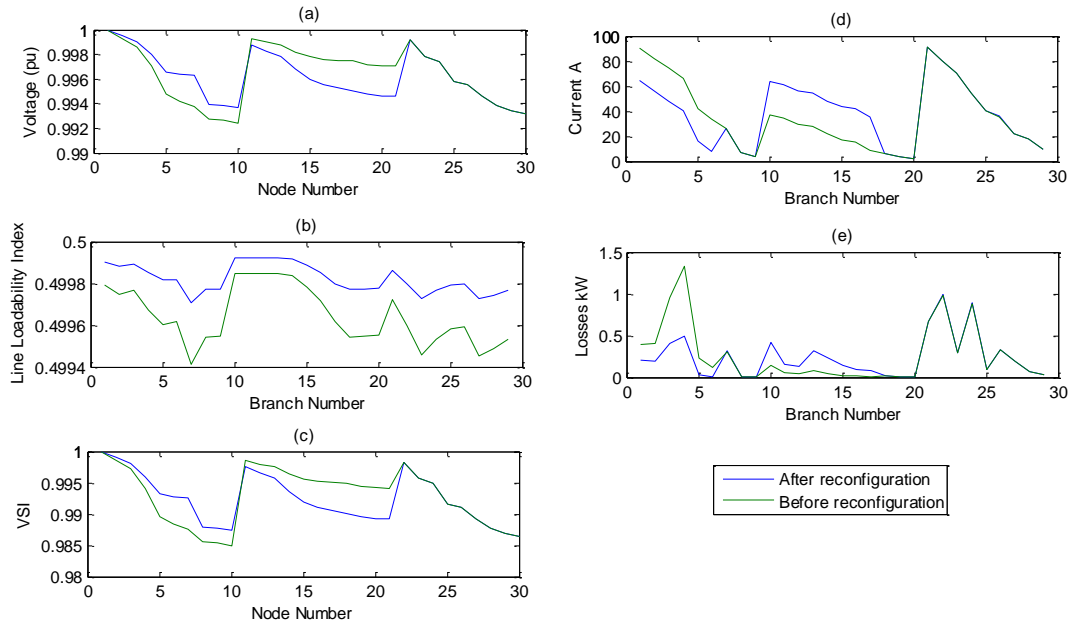 (a)
Voltage (pu)
1
0.998
0.996
0.994
0.992
0.99
0 5 10 15 20 25 30
Node Number
(b)
Line Loadability Index
0.5
0.4998
0.4996
0.4994
0 5 10 15 20 25 30
Branch Number
(c)
VSI
1
0.995
0.99
0.985
0.98
0 5 10 15 20 25 30
Node Number
(d)
Current A
100
80
60
40
20
0
0 5 10 15 20 25 30
Branch Number
(e)
Losses kW
1.5
1
0.5
0
0 5 10 15 20 25 30
Branch Number
After reconfiguration
Before reconfiguration